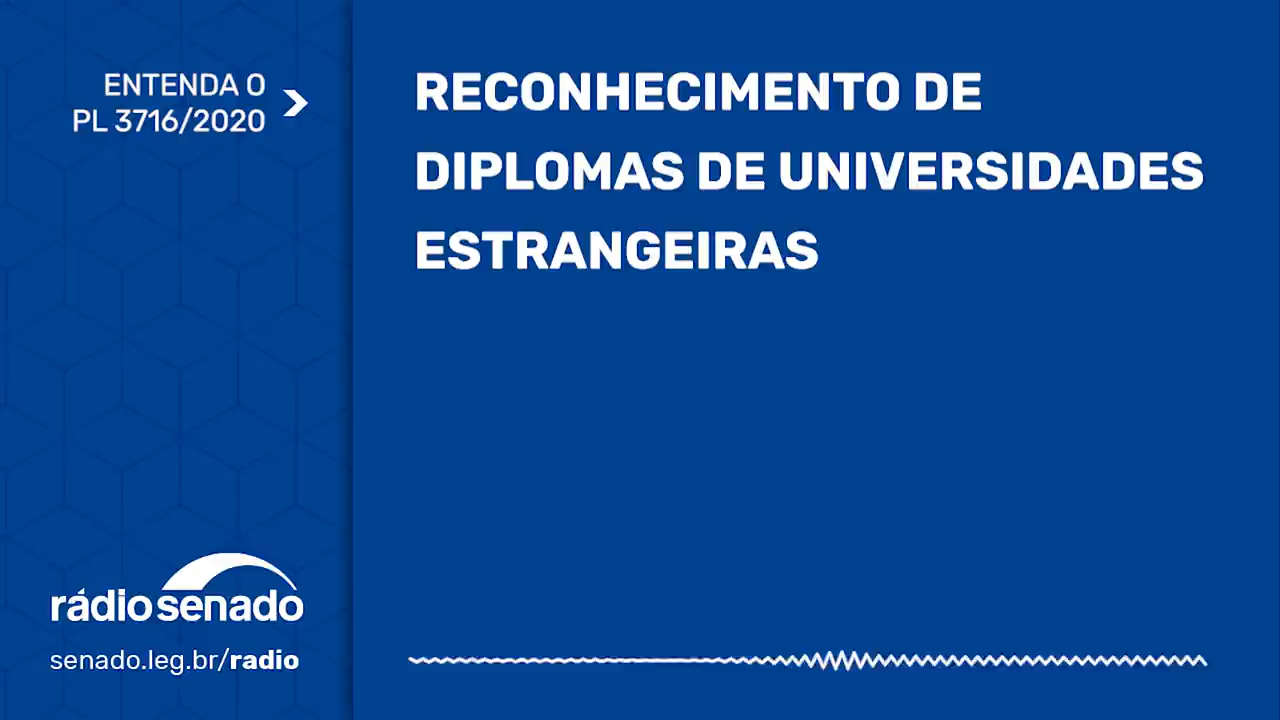 ENTENDA O
PL 3716/2020
RECONHECIMENTO DE
DIPLOMAS DE UNIVERSIDADES
ESTRANGEIRAS
rádio senado
senado.leg.br/radio